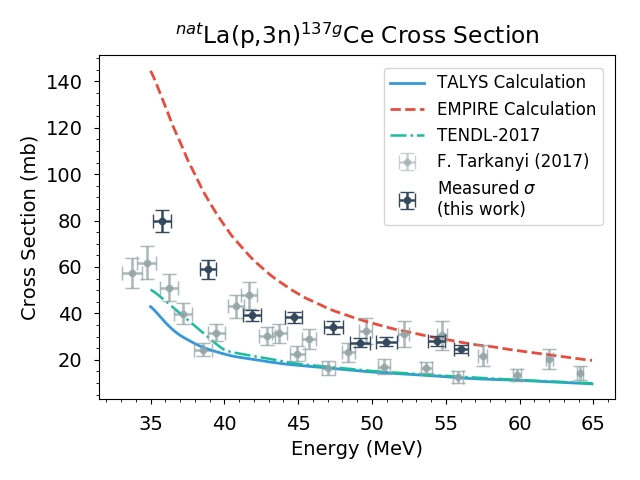 natLa(p,3n)137gCe Cross Section
Cross Section (mb)
140
120
100
80
60
40
20
TALYS Calculation
EMPIRE Calculation
TENDL-2017
F. Tarkanyi (2017)
Measured σ
(this work)
35
40
45
50
55
60
65
Energy (MeV)